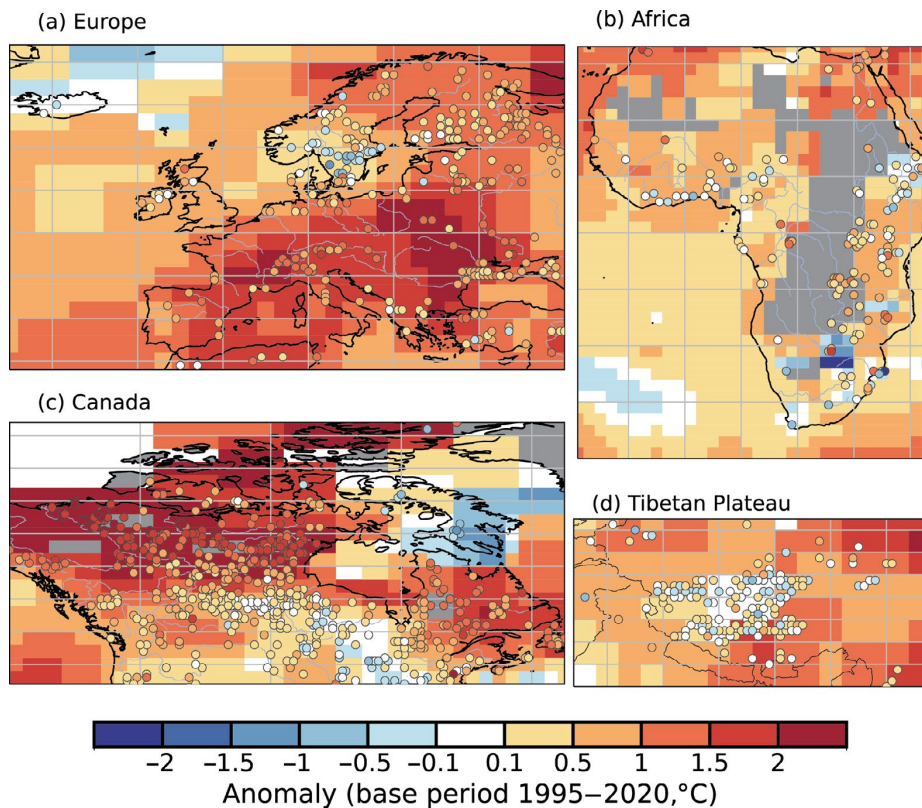 (a) Europe
(b) Africa
(c) Canada
(d) Tibetan Plateau
−2 −1.5 −1 −0.5 −0.1 0.1 0.5 1 1.5 2
Anomaly (base period 1995–2020,°C)